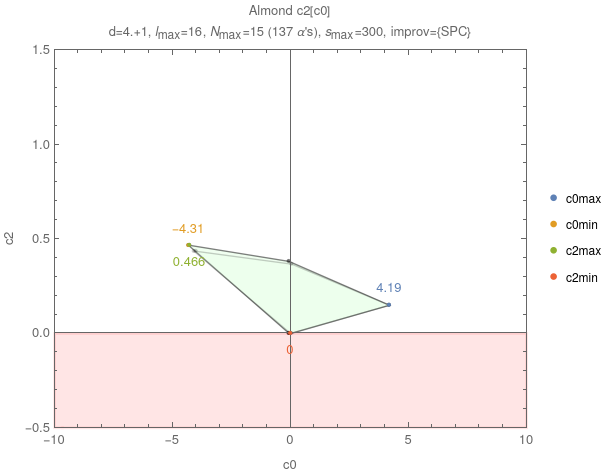 Almond c2[c0]
d=4.+1, lmax=16, Nmax=15 (137 α's), smax=300, improv={SPC}
1.5
1.0
0.5
0.0
−0.5
c2
−4.31
0.466
4.19
0
−10
−5
0
5
10
c0
c0max
c0min
c2max
c2min